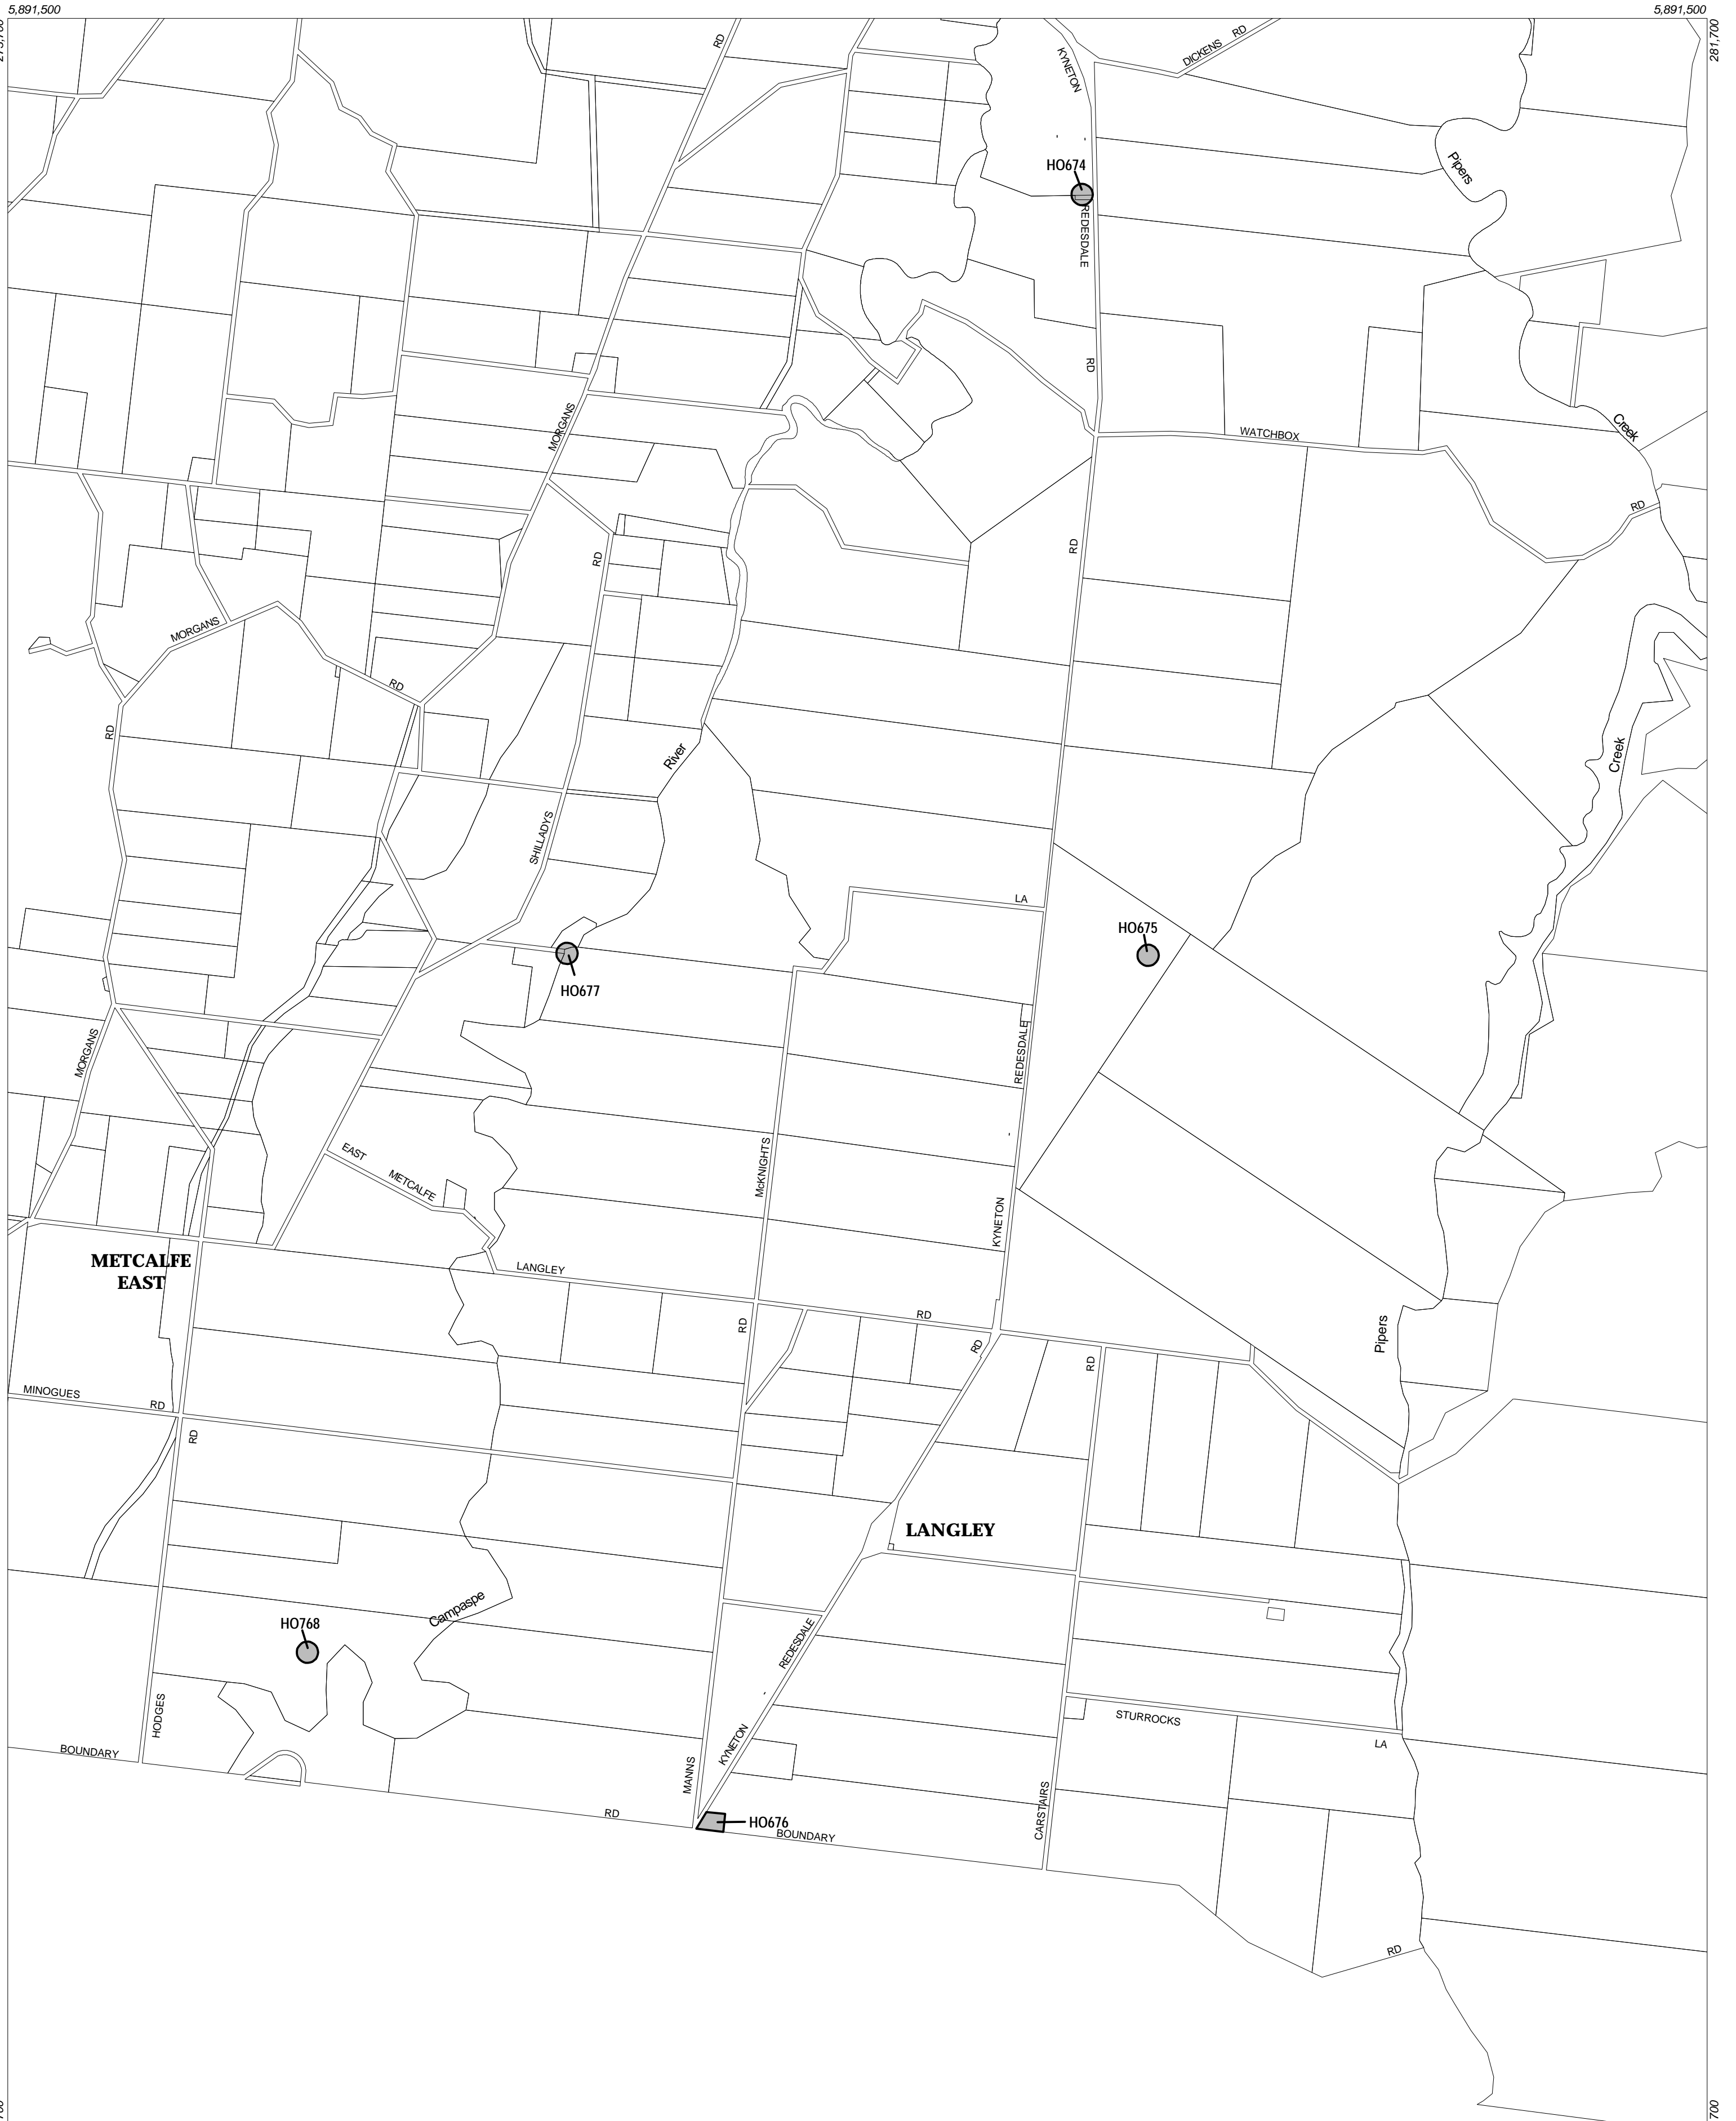 5,891,500
5,891,500
281,700
RD
KYNETON
DICKENS RD
Pipers
HO674
REDESDALE
RD
MORGANS
WATCHBOX
Creek
RD
RD
RD
MORGANS
RD
RD
River
Creek
SHILLADYS
LA
HO675
HO677
MORGANS
REDESDALE
EAST
METCALFE
McKNIGHTS
KYNETON
METCALFE
EAST
LANGLEY
RD
RD
RD
RD
Pipers
MINOGUES
RD
RD
LANGLEY
Campaspe
HO768
REDESDALE
HODGES
STURROCKS
LA
BOUNDARY
KYNETON
MANNS
CARSTAIRS
RD
HO676
BOUNDARY
RD